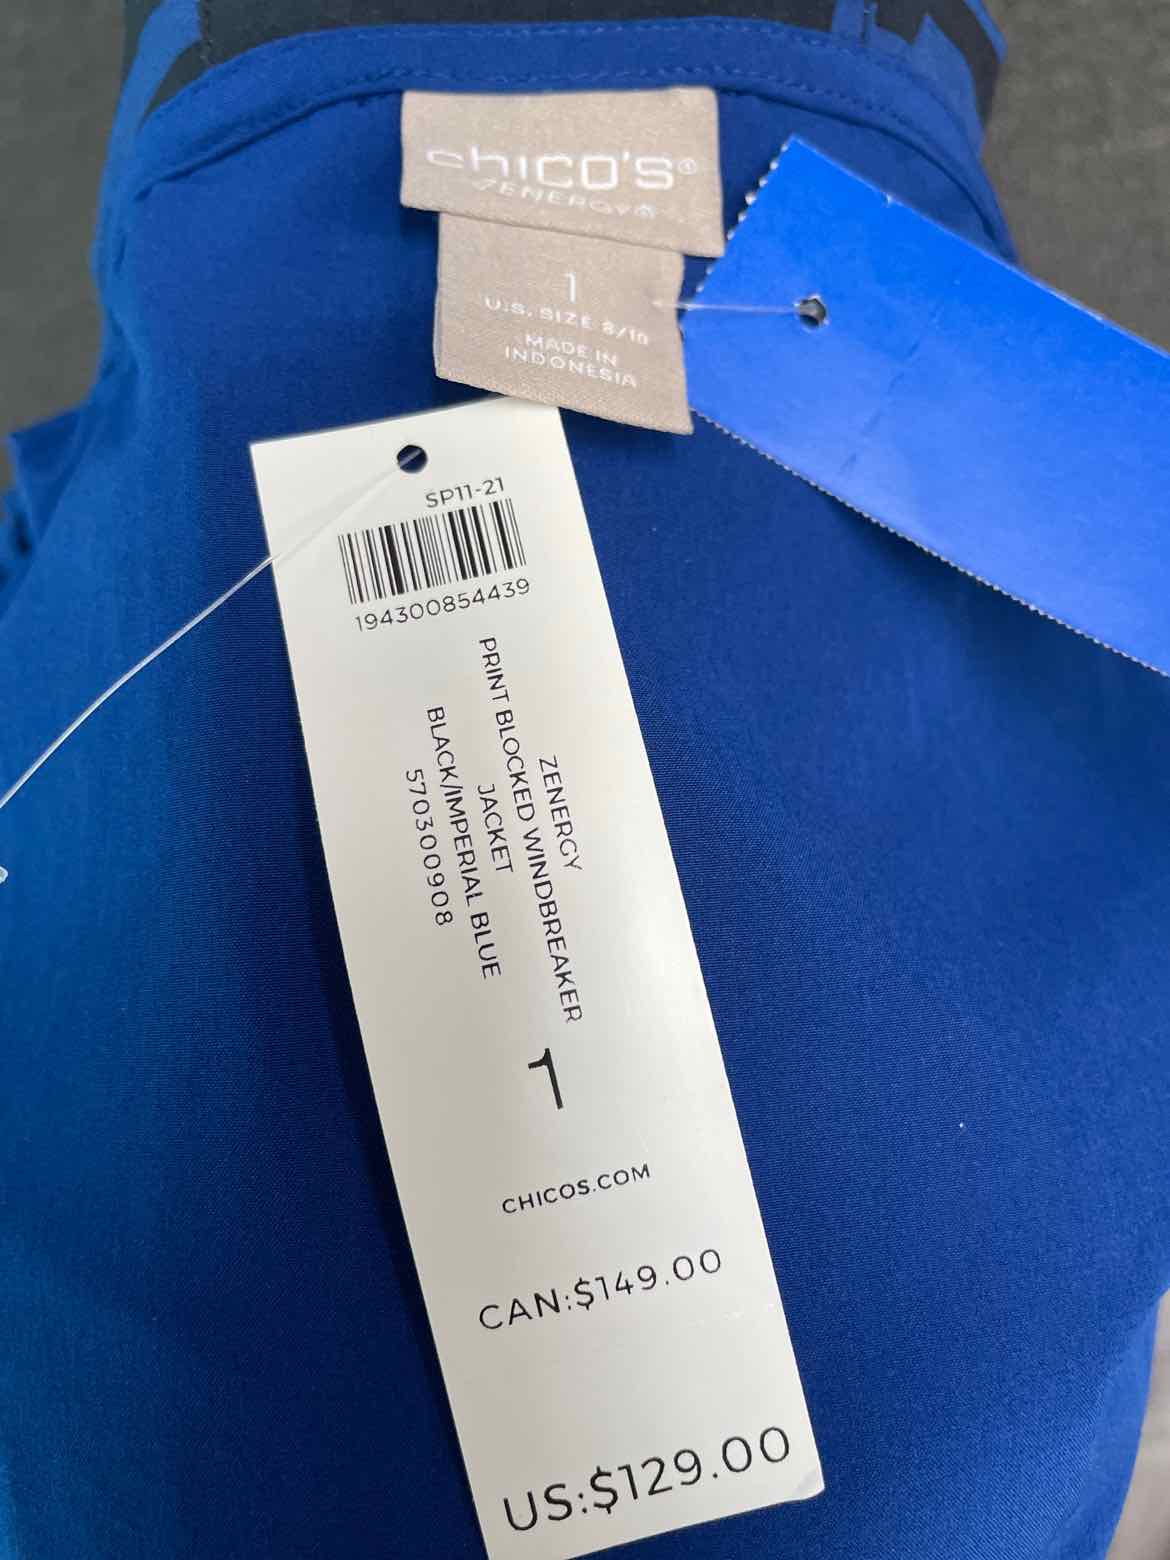 chico's®
ZENERGY®
1
U.S. SIZE 8/10
MADE IN
INDONESIA
SP11-21
194300854439
ZENERGY
PRINT BLOCKED WINDBREAKER
JACKET
BLACK/IMPERIAL BLUE
570300908
1
CHICOS.COM
CAN:$149.00
US:$129.00